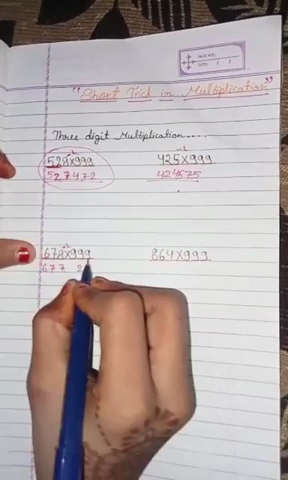 "Short Trick in Multiplication"
Three digit Multiplication....
528x999 425x999
527472 424575
678x999 864x999
677